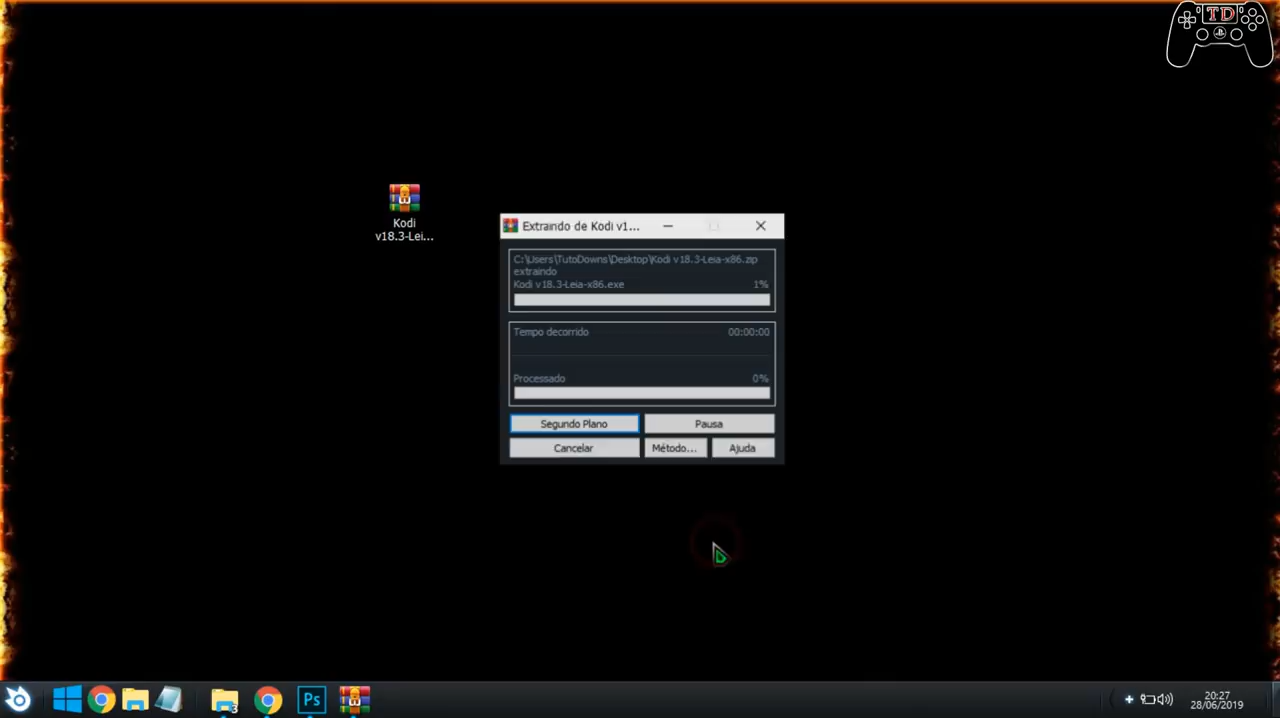 TD
Kodi
v18.3-Lei...
Extraindo de Kodi v1...
C:\Users\TutoDowns\Desktop\Kodi v18.3-Leia-x86.zip
extraindo
Kodi v18.3-Leia-x86.exe 1%
Tempo decorrido 00:00:00
Processado 0%
Segundo Plano Pausa
Cancelar Método... Ajuda
3
Ps
20:27
28/06/2019